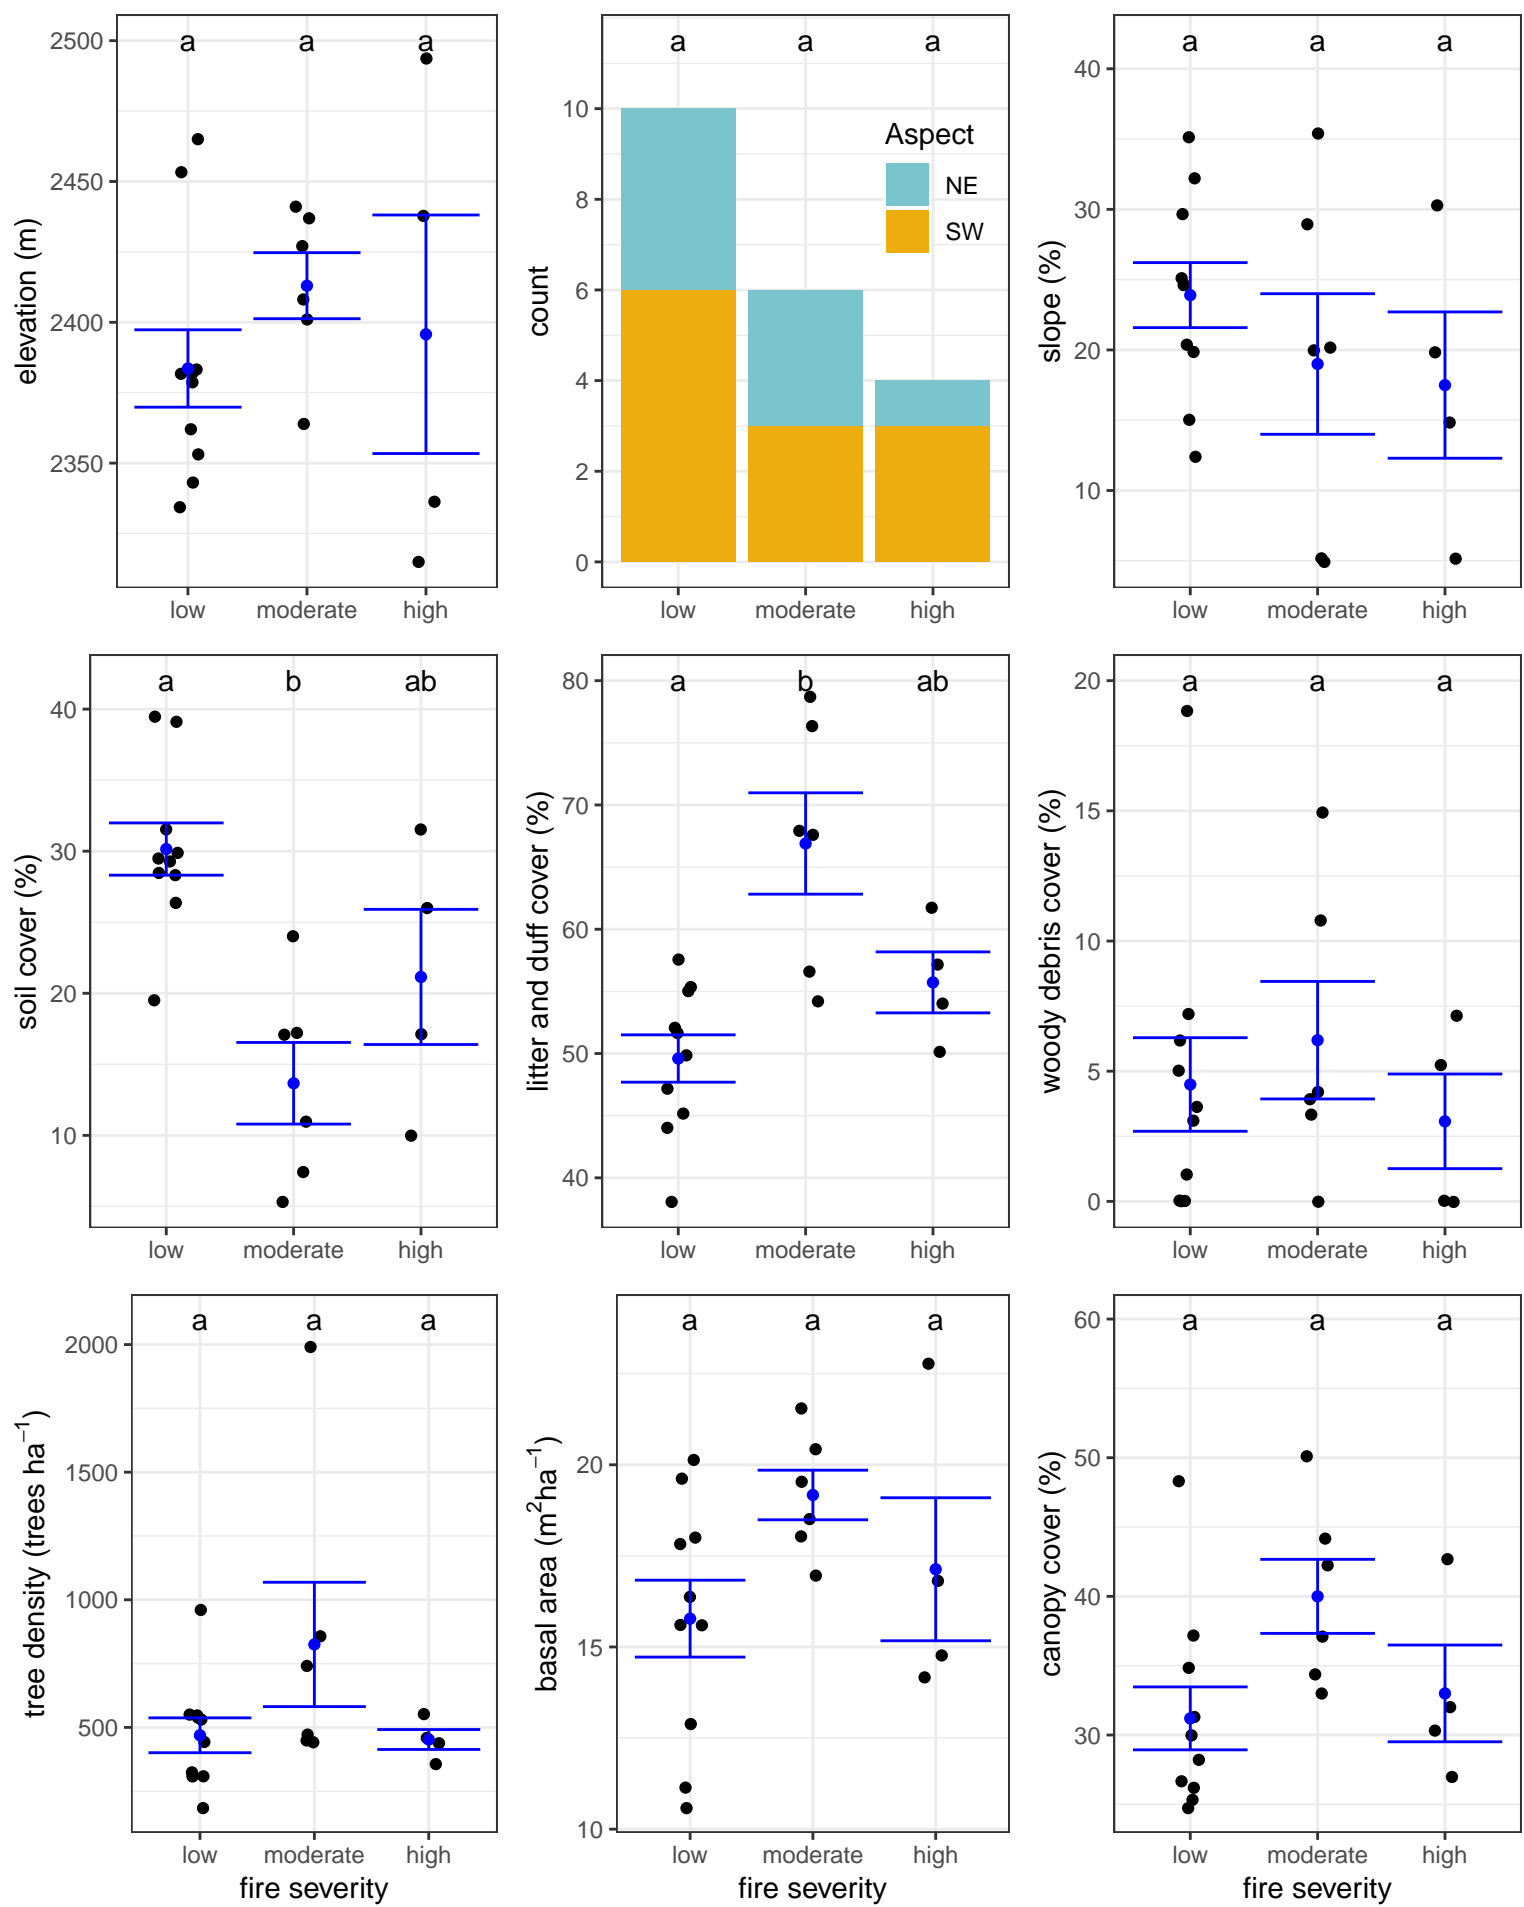 elevation (m)
2500
2450
2400
2350
a a a
low moderate high
count
10
8
6
4
2
0
a a a
Aspect
NE
SW
low moderate high
slope (%)
40
30
20
10
a a a
low moderate high
soil cover (%)
40
30
20
10
a b ab
low moderate high
litter and duff cover (%)
80
70
60
50
40
a b ab
low moderate high
woody debris cover (%)
20
15
10
5
0
a a a
low moderate high
tree density (trees ha⁻¹)
2000
1500
1000
500
a a a
low moderate high
fire severity
basal area (m²ha⁻¹)
20
15
10
a a a
low moderate high
fire severity
canopy cover (%)
60
50
40
30
a a a
low moderate high
fire severity